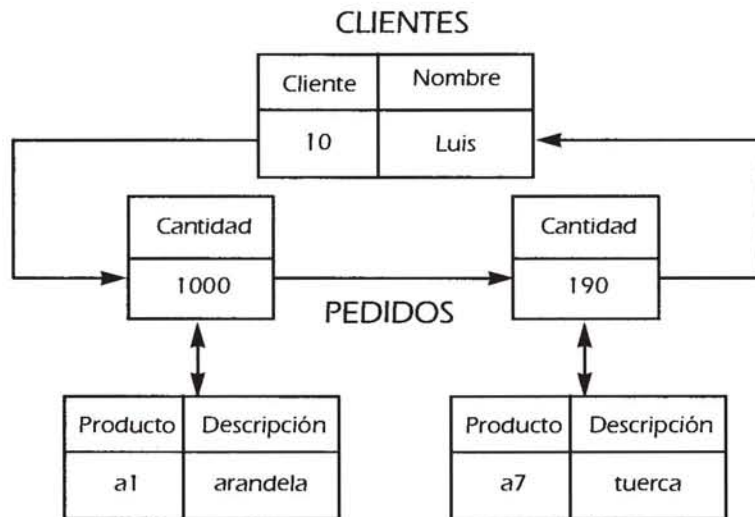 CLIENTES
Cliente Nombre
10 Luis
Cantidad Cantidad
1000 190
PEDIDOS
Producto Descripción Producto Descripción
a1 arandela a7 tuerca